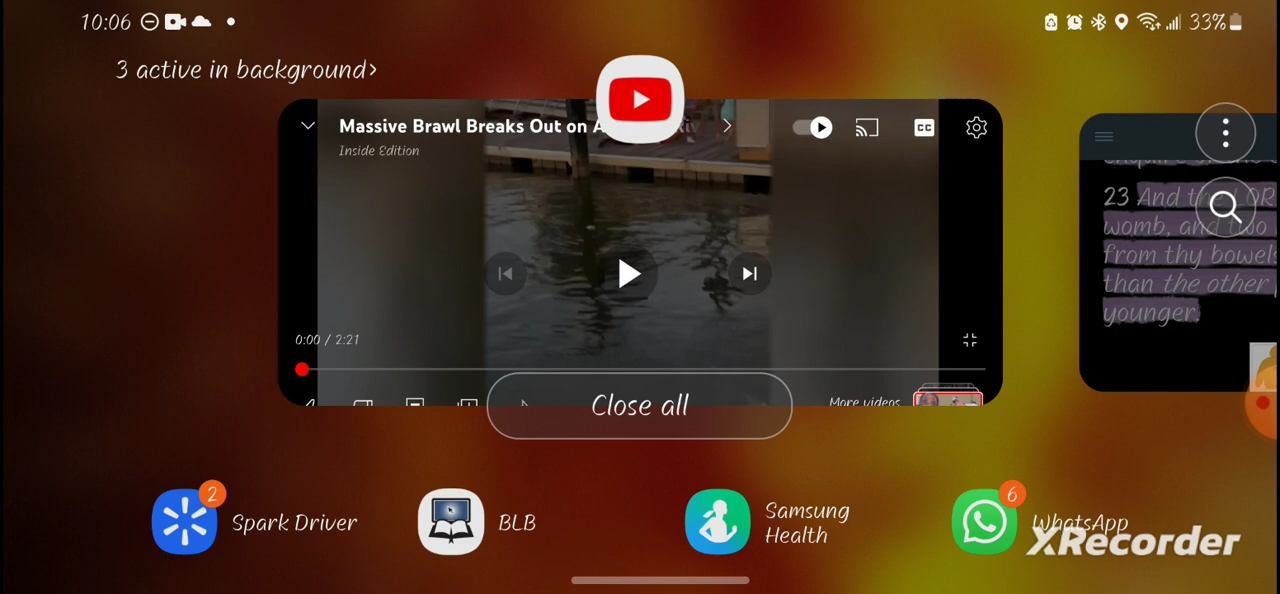 10:06
33%
3 active in background>
Massive Brawl Breaks Out on
Inside Edition
CC
0:00 / 2:21
More videos
Close all
23 And
womb, and two
from thy bowels
than the other
younger.
2
Spark Driver
BLB
Samsung
Health
6
WhatsApp
XRecorder